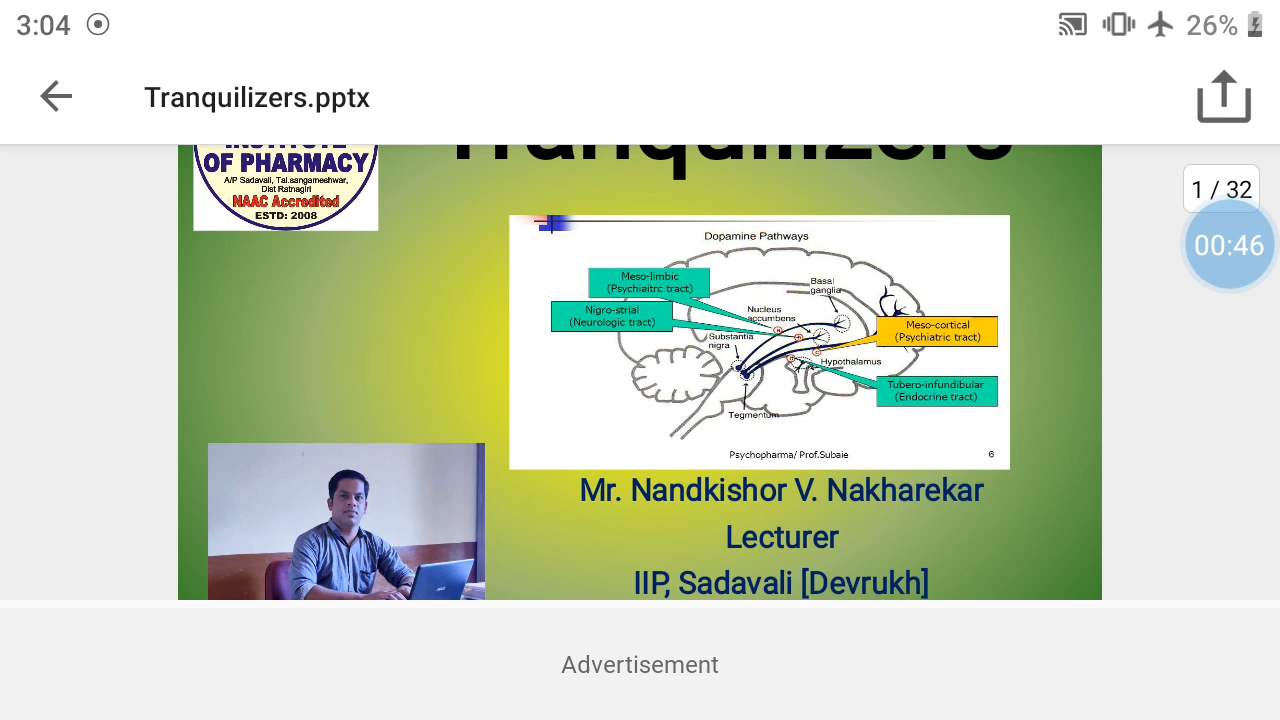 3:04
26%
Tranquilizers.pptx
Tranquilizers
INSTITUTE
OF PHARMACY
A/P Sadavali, Tal.sangameshwar,
Dist Ratnagiri
NAAC Accredited
ESTD: 2008
1 / 32
00:46
Dopamine Pathways
Meso-limbic
(Psychiaitrc tract)
Nigro-strial
(Neurologic tract)
Basal
ganglia
Nucleus
accumbens
Substantia
nigra
Meso-cortical
(Psychiatric tract)
Hypothalamus
Tubero-infundibular
(Endocrine tract)
Tegmentum
Psychopharma/ Prof.Subaie
6
Mr. Nandkishor V. Nakharekar
Lecturer
IIP, Sadavali [Devrukh]
Advertisement